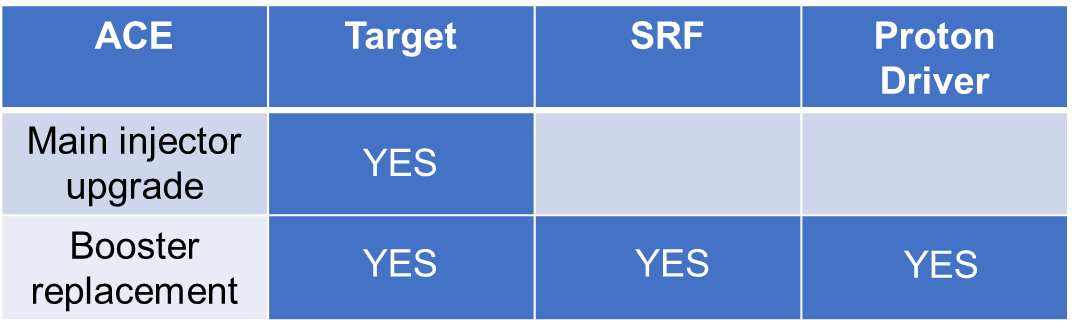 ACE Target SRF Proton
Driver
Main injector
upgrade
YES
Booster
replacement
YES YES YES